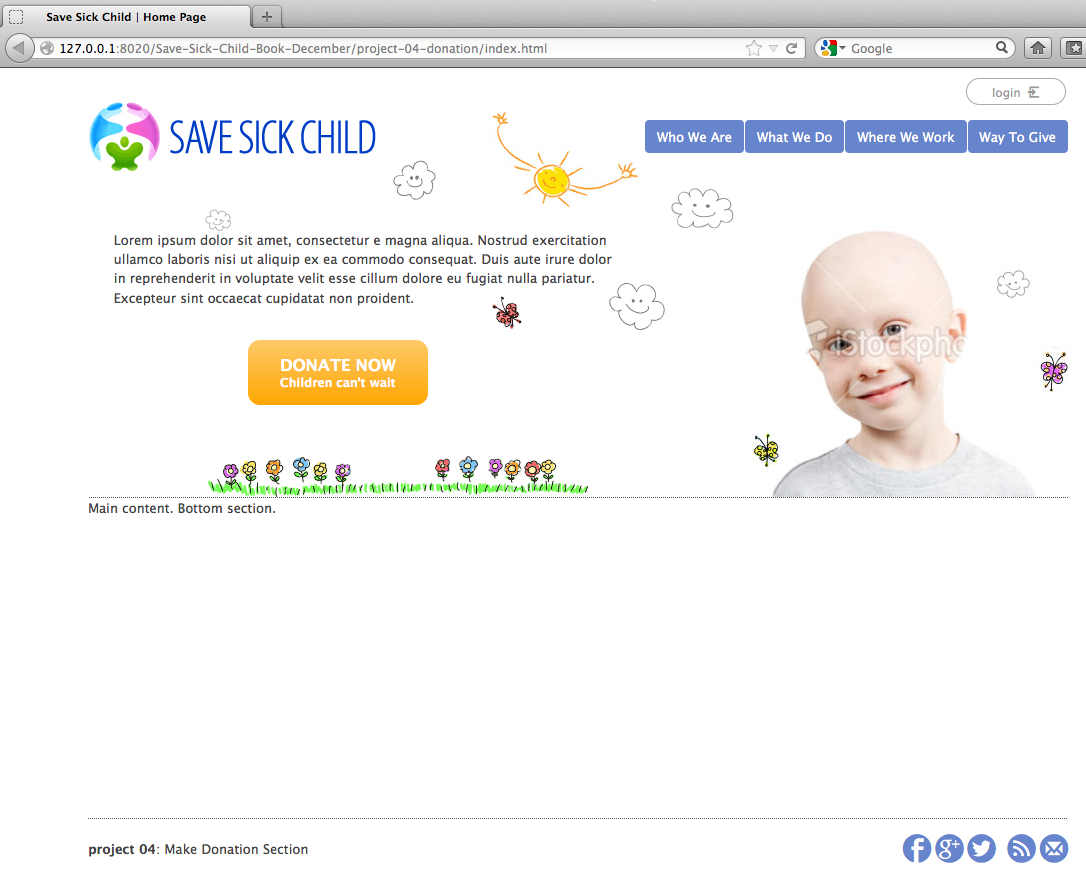 Save Sick Child | Home Page
127.0.0.1:8020/Save-Sick-Child-Book-December/project-04-donation/index.html
Google
login
SAVE SICK CHILD
Who We Are
What We Do
Where We Work
Way To Give
Lorem ipsum dolor sit amet, consectetur e magna aliqua. Nostrud exercitation
ullamco laboris nisi ut aliquip ex ea commodo consequat. Duis aute irure dolor
in reprehenderit in voluptate velit esse cillum dolore eu fugiat nulla pariatur.
Excepteur sint occaecat cupidatat non proident.
iStockpho
DONATE NOW
Children can't wait
Main content. Bottom section.
project 04: Make Donation Section